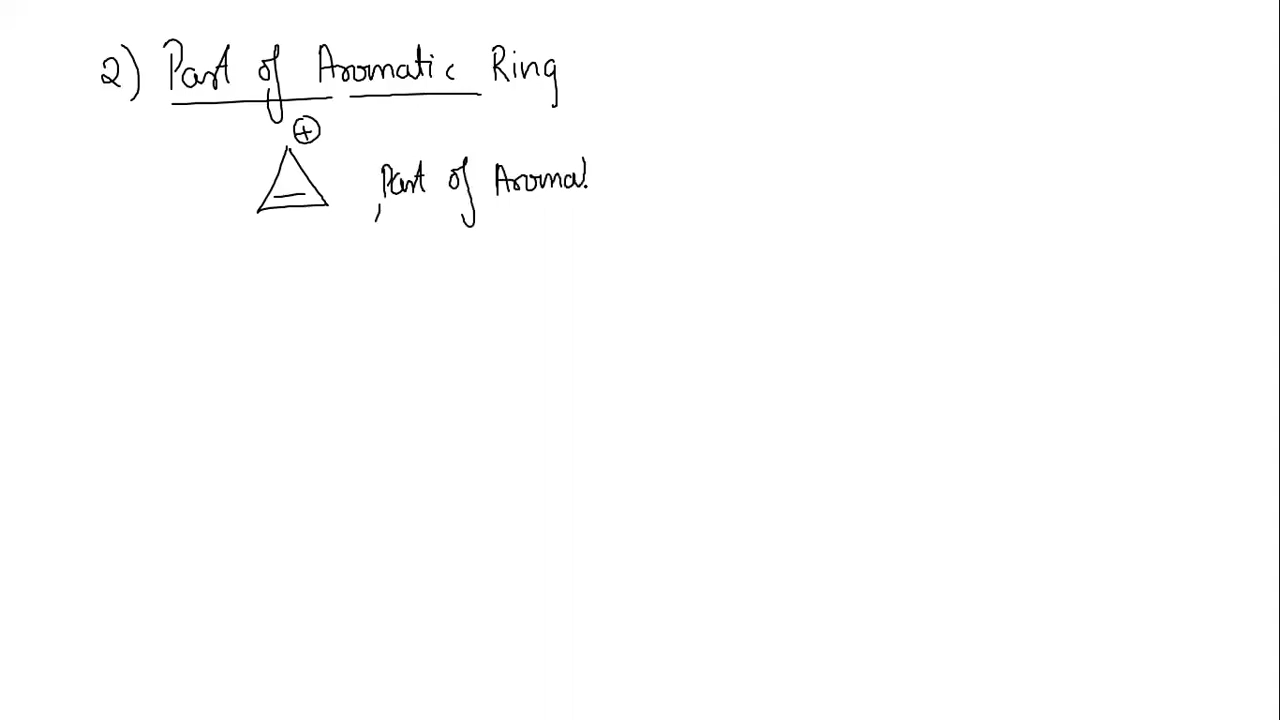 2) Part of Aromatic Ring
⊕
, Part of Aroma